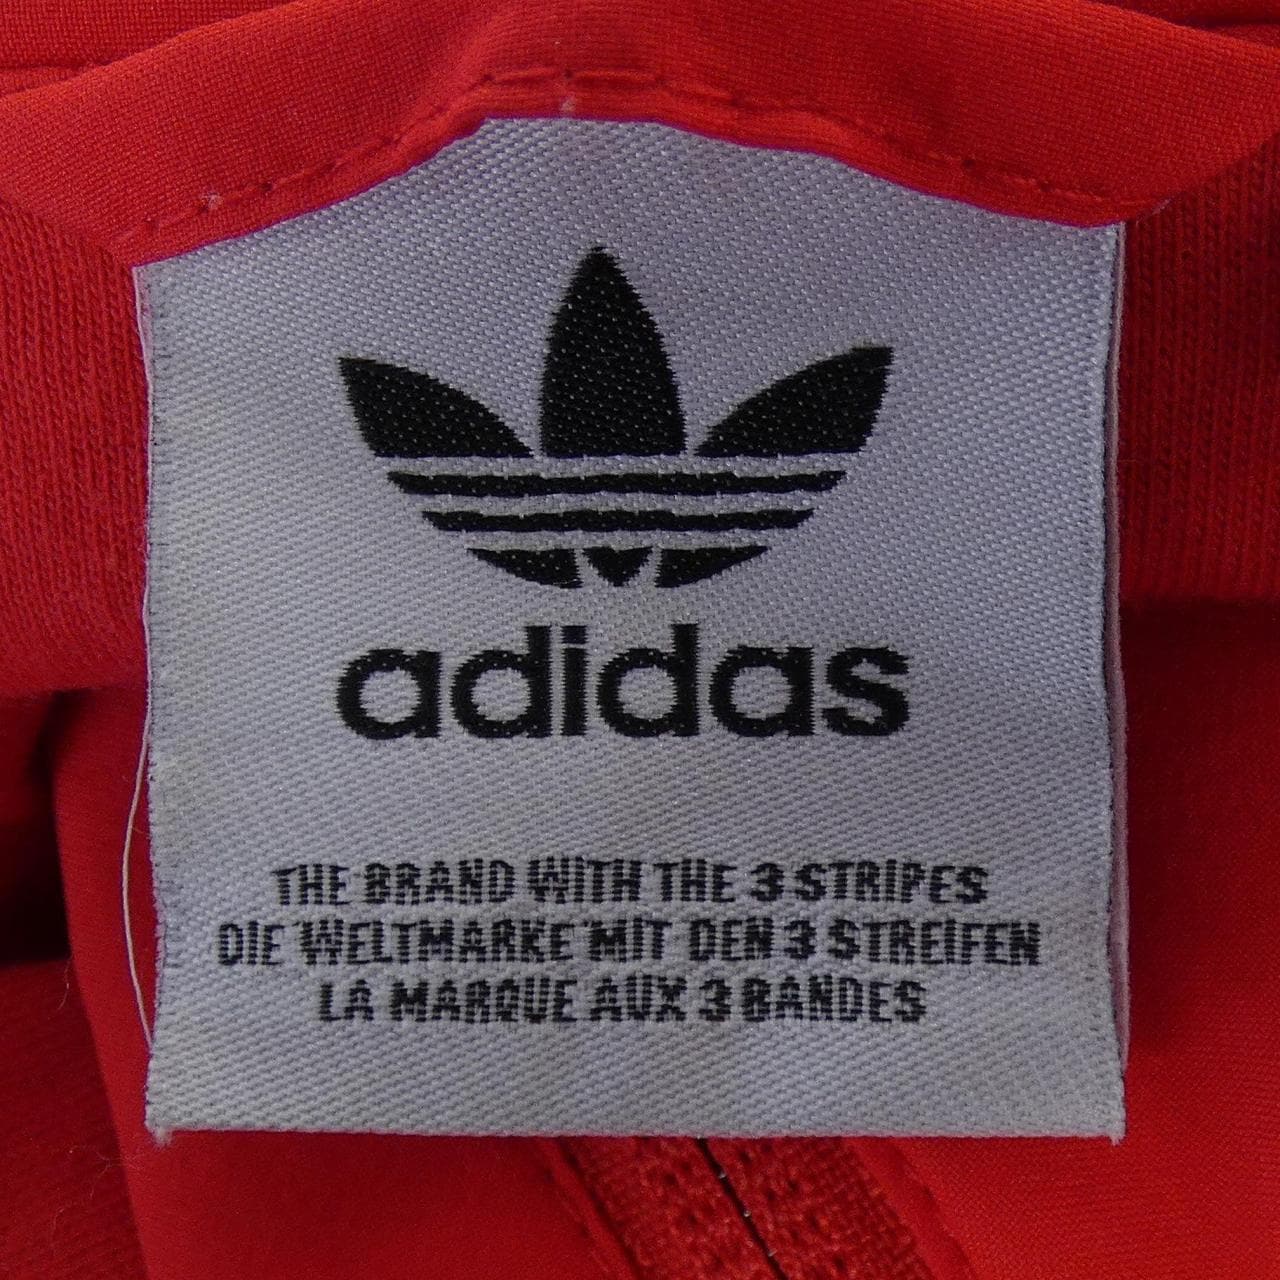 adidas
THE BRAND WITH THE 3 STRIPES
DIE WELTMARKE MIT DEN 3 STREIFEN
LA MARQUE AUX 3 BANDES